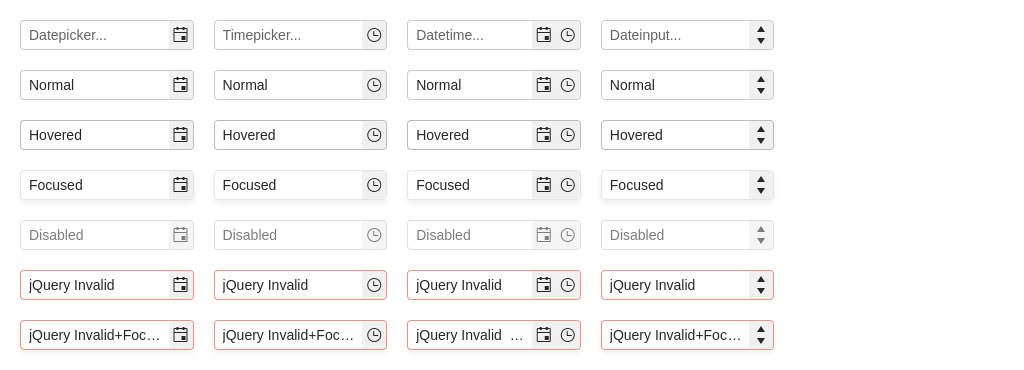 Datepicker... Timepicker... Datetime... Dateinput...
Normal Normal Normal Normal
Hovered Hovered Hovered Hovered
Focused Focused Focused Focused
Disabled Disabled Disabled Disabled
jQuery Invalid jQuery Invalid jQuery Invalid jQuery Invalid
jQuery Invalid+Foc… jQuery Invalid+Foc… jQuery Invalid … jQuery Invalid+Foc…